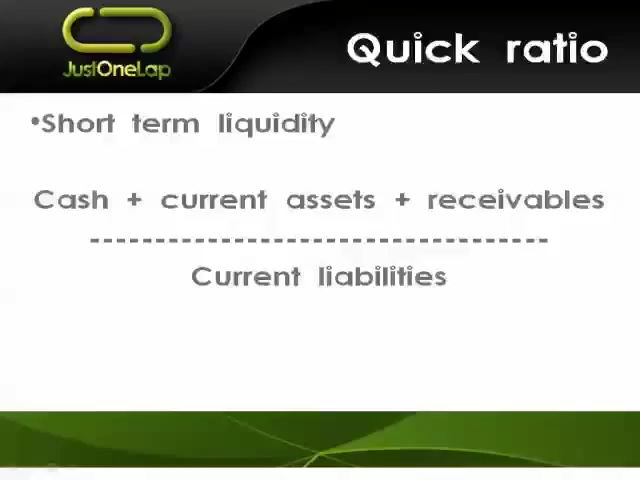 JustOneLap
Quick ratio
•Short term liquidity
Cash + current assets + receivables
-----------------------------------
Current liabilities